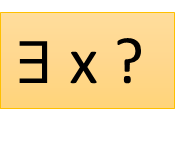 ∃ x ?